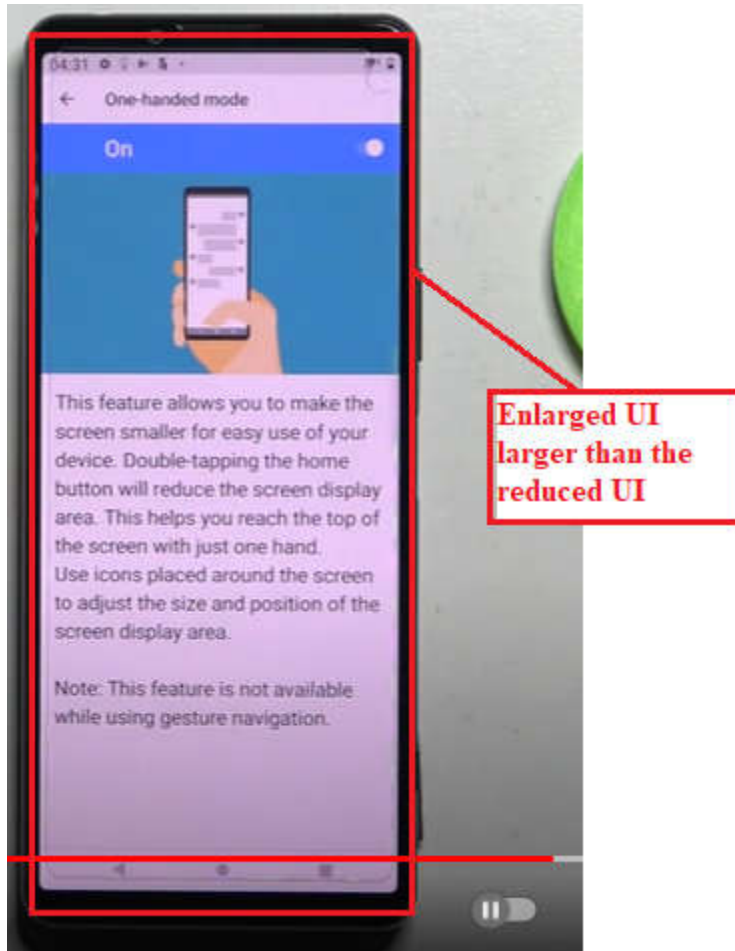 04:31
One-handed mode
On
This feature allows you to make the
screen smaller for easy use of your
device. Double-tapping the home
button will reduce the screen display
area. This helps you reach the top of
the screen with just one hand.
Use icons placed around the screen
to adjust the size and position of the
screen display area.
Note: This feature is not available
while using gesture navigation.
Enlarged UI
larger than the
reduced UI